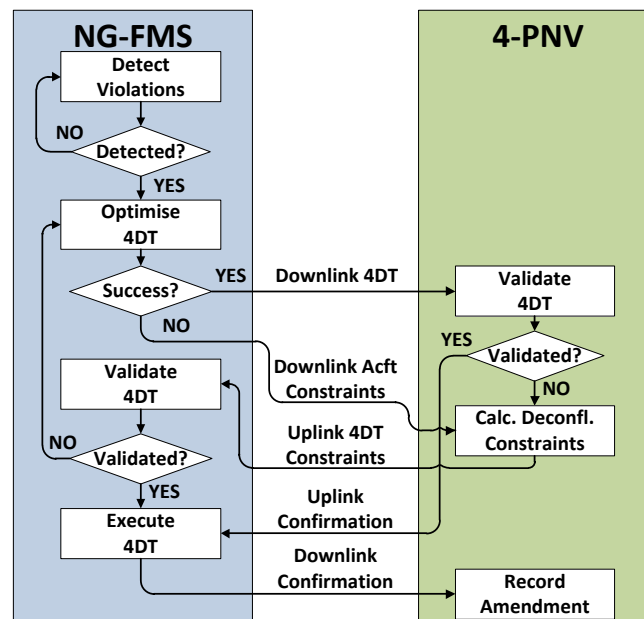 NG-FMS
4-PNV
Detect
Violations
NO
Detected?
YES
Optimise
4DT
YES
Downlink 4DT
Validate
4DT
Success?
NO
YES
Validated?
Downlink Acft
Constraints
NO
Validate
4DT
Calc. Deconfl.
Constraints
Uplink 4DT
Constraints
NO
Validated?
YES
Uplink
Confirmation
Execute
4DT
Downlink
Confirmation
Record
Amendment